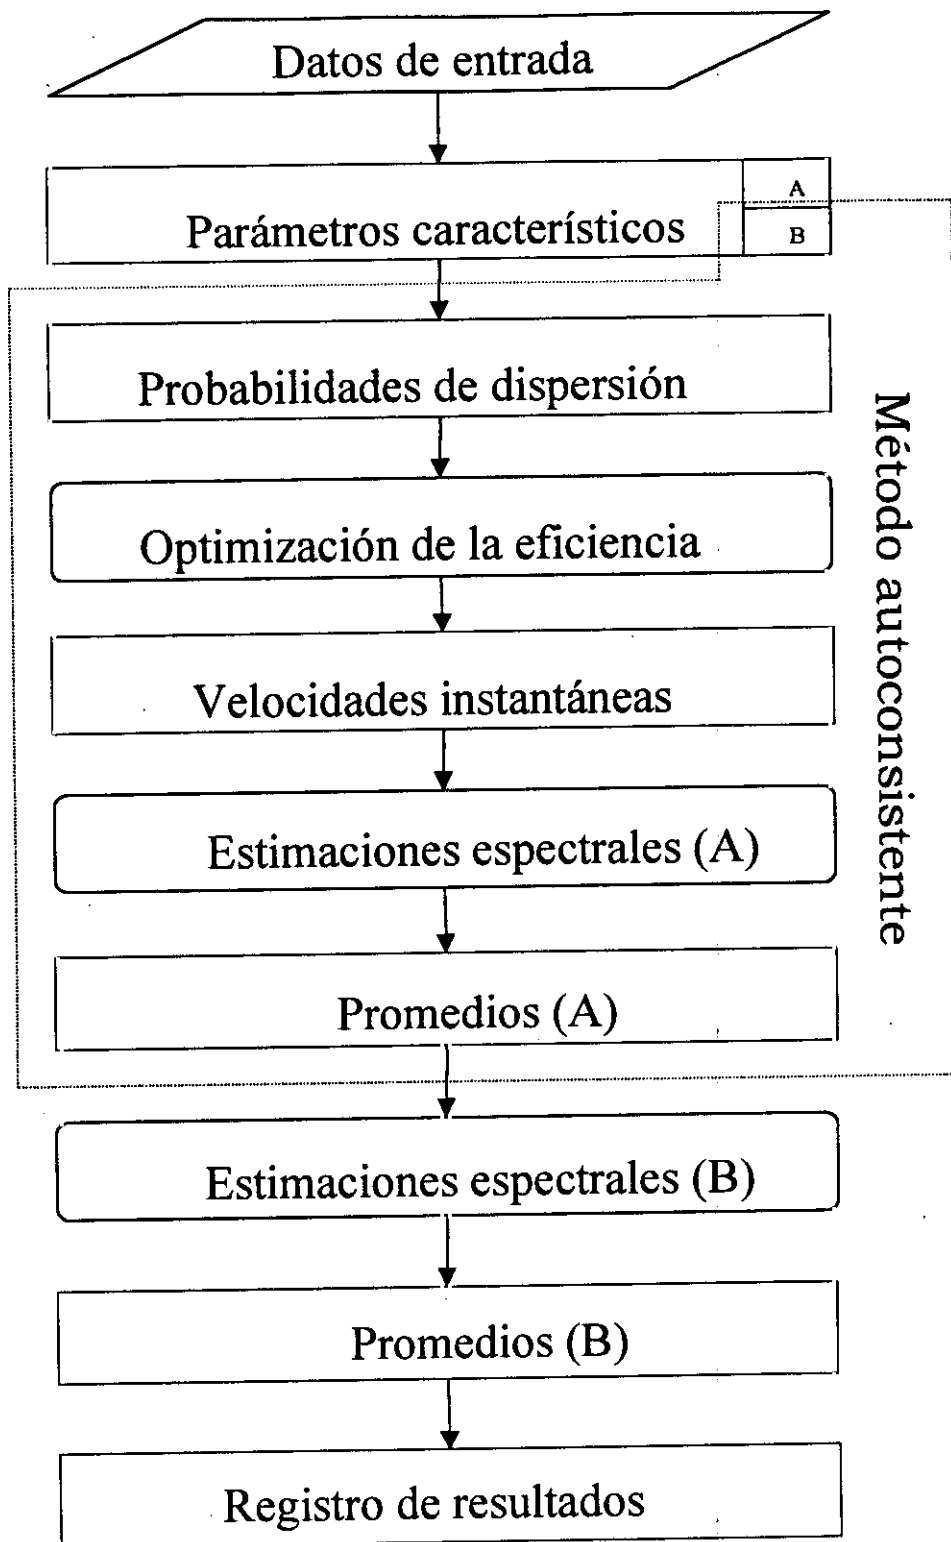 Datos de entrada
Parámetros característicos
A
B
Probabilidades de dispersión
Optimización de la eficiencia
Velocidades instantáneas
Estimaciones espectrales (A)
Promedios (A)
Método autoconsistente
Estimaciones espectrales (B)
Promedios (B)
Registro de resultados